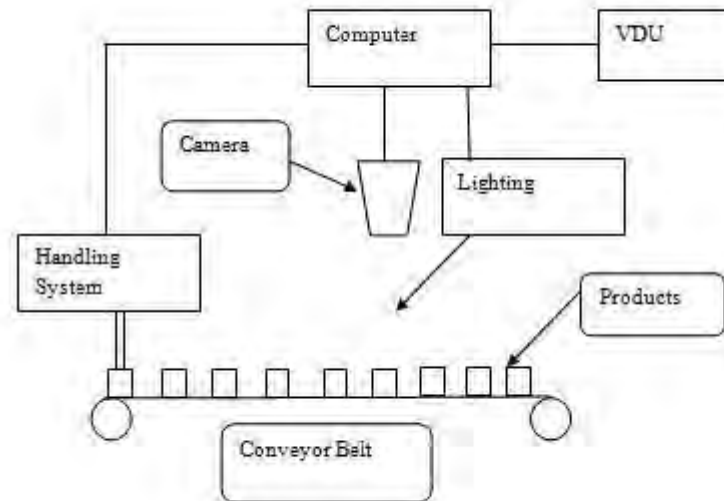 Computer
VDU
Camera
Lighting
Handling
System
Products
Conveyor Belt